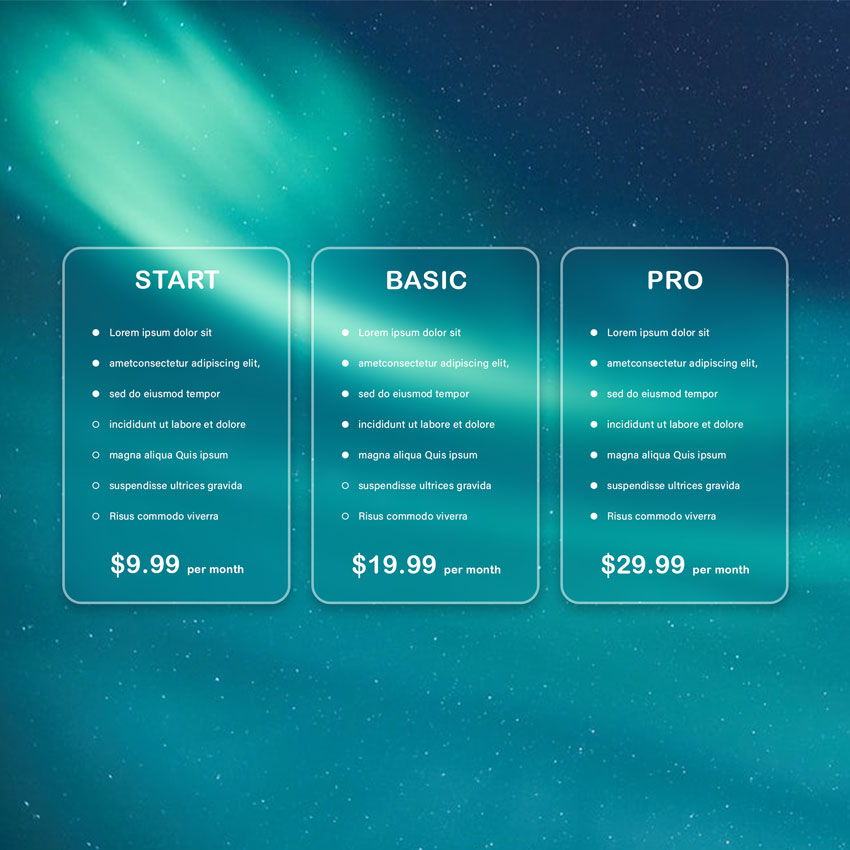 START
Lorem ipsum dolor sit
ametconsectetur adipiscing elit,
sed do eiusmod tempor
incididunt ut labore et dolore
magna aliqua Quis ipsum
suspendisse ultrices gravida
Risus commodo viverra
$9.99 per month
BASIC
Lorem ipsum dolor sit
ametconsectetur adipiscing elit,
sed do eiusmod tempor
incididunt ut labore et dolore
magna aliqua Quis ipsum
suspendisse ultrices gravida
Risus commodo viverra
$19.99 per month
PRO
Lorem ipsum dolor sit
ametconsectetur adipiscing elit,
sed do eiusmod tempor
incididunt ut labore et dolore
magna aliqua Quis ipsum
suspendisse ultrices gravida
Risus commodo viverra
$29.99 per month